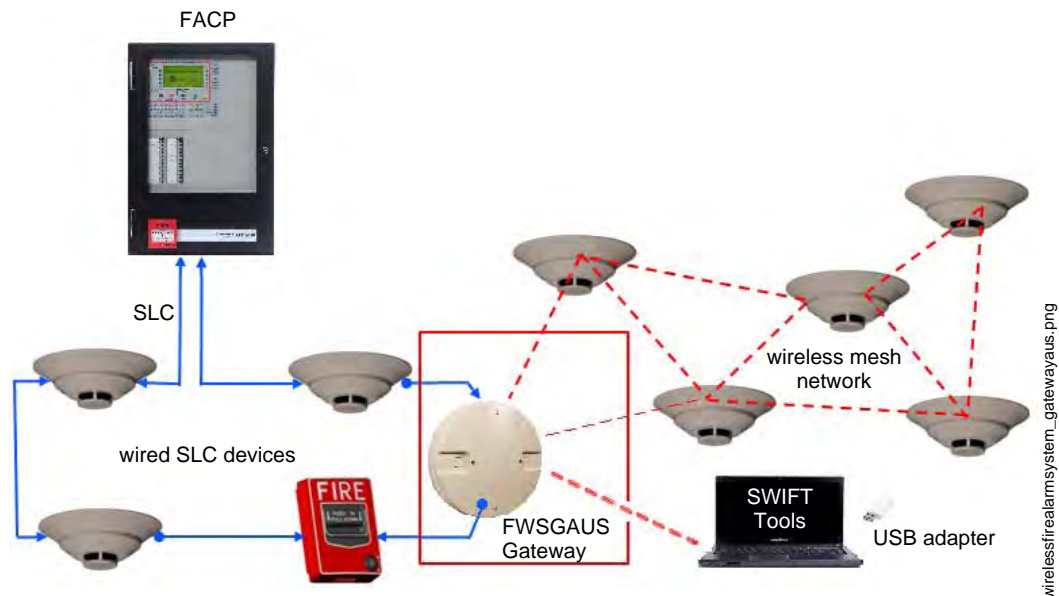 FACP
SLC
wireless mesh
network
wired SLC devices
FIRE
FWSGAUS
Gateway
SWIFT
Tools
USB adapter
wirelessfirealarmsystem_gatewayaus.png